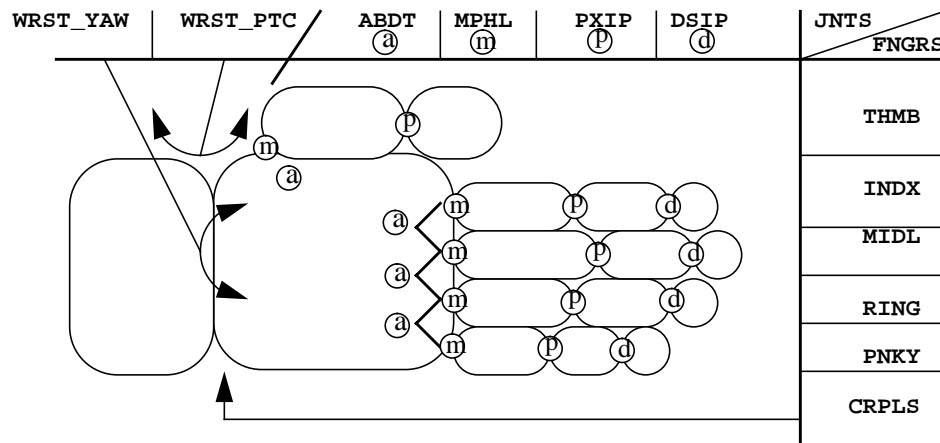 WRST_YAW WRST_PTC ABDT MPHL PXIP DSIP JNTS
a m p d FNGRS
p THMB
m
a
m p d INDX
a
m p d MIDL
a
m p d RING
a
m p d PNKY
CRPLS